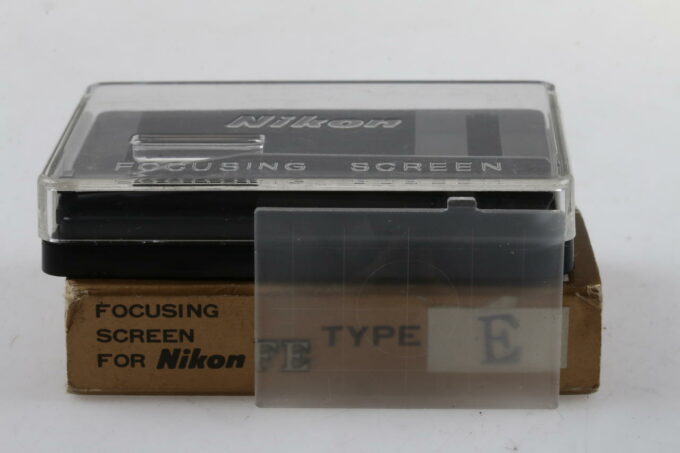 Nikon
FOCUSING SCREEN
FOCUSING
SCREEN
FOR Nikon FE
TYPE E